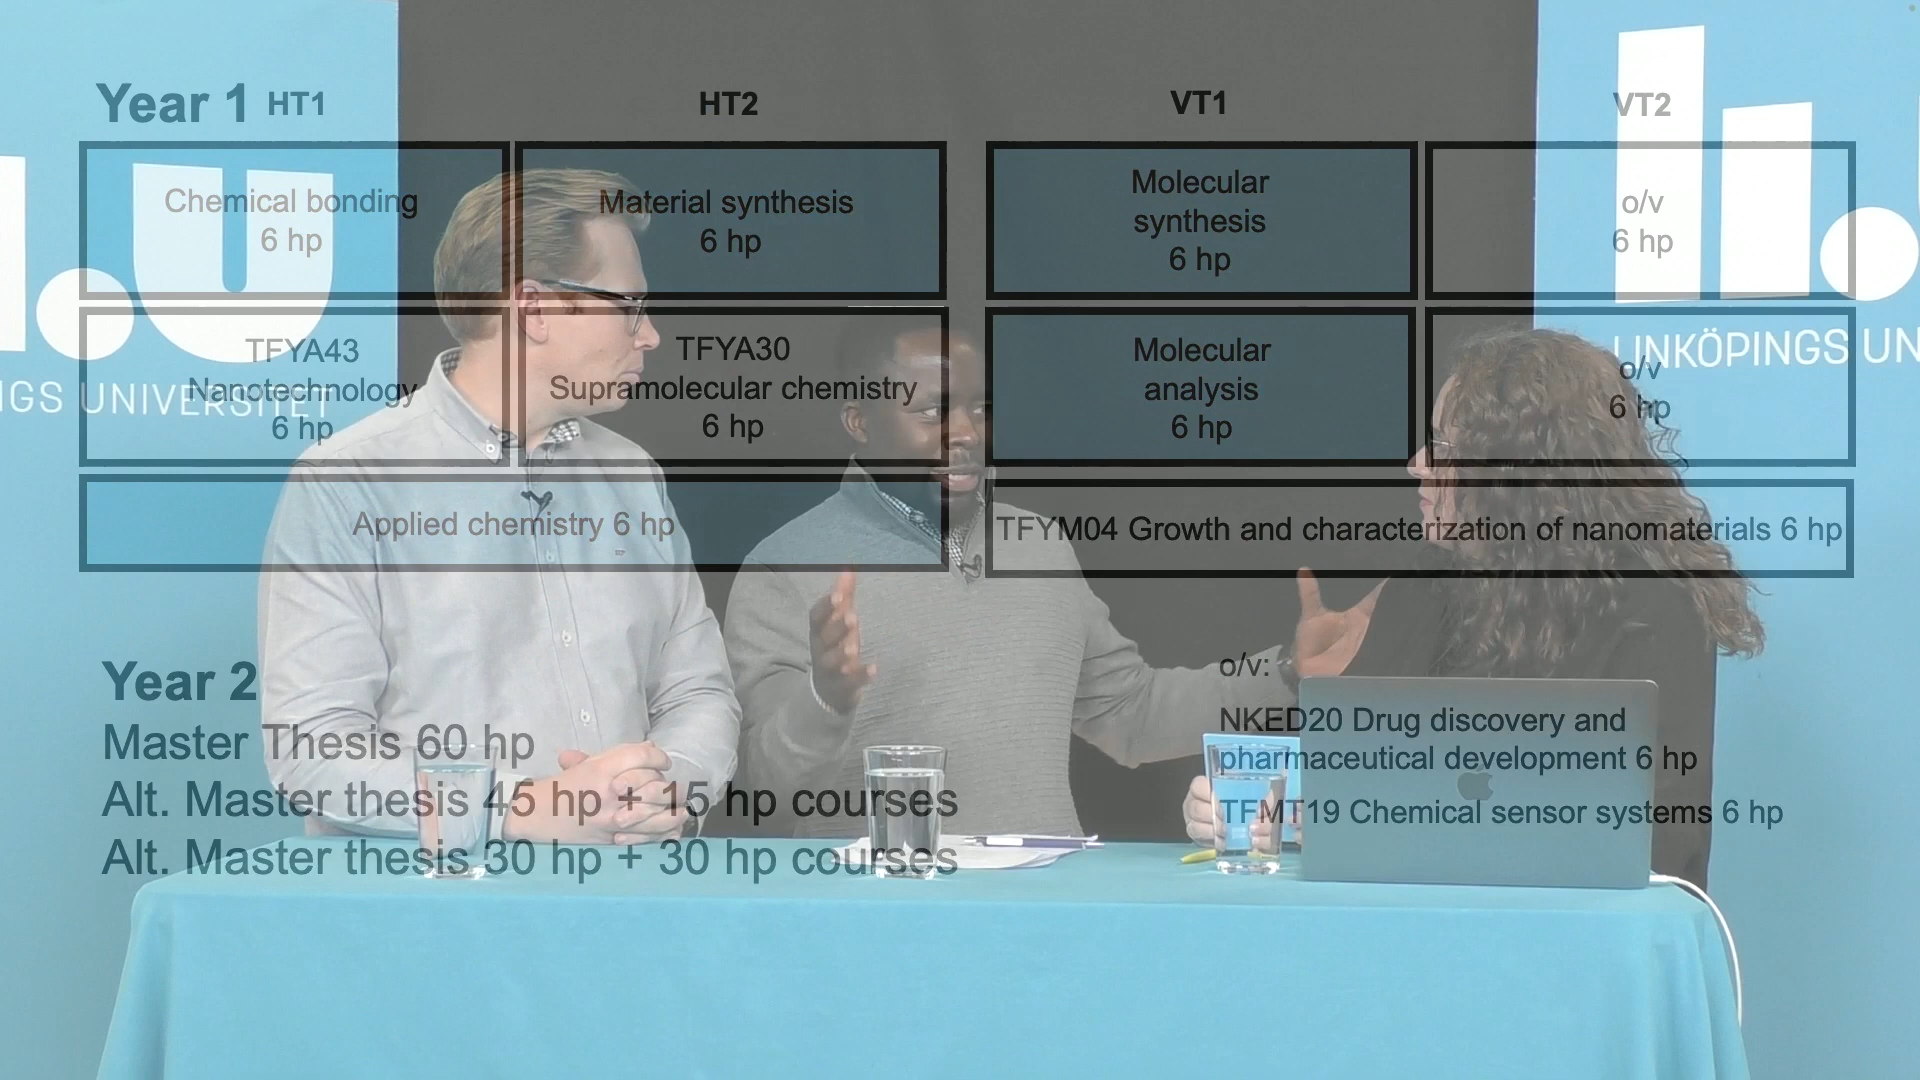 Year 1 HT1 HT2 VT1 VT2
Chemical bonding
6 hp
Material synthesis
6 hp
Molecular
synthesis
6 hp
o/v
6 hp
TFYA43
Nanotechnology
6 hp
TFYA30
Supramolecular chemistry
6 hp
Molecular
analysis
6 hp
o/v
6 hp
Applied chemistry 6 hp
TFYM04 Growth and characterization of nanomaterials 6 hp
.U
INGS UNIVERSITET
li.
LINKÖPINGS UN
Year 2
Master Thesis 60 hp
Alt. Master thesis 45 hp + 15 hp courses
Alt. Master thesis 30 hp + 30 hp courses
o/v:
NKED20 Drug discovery and
pharmaceutical development 6 hp
TFMT19 Chemical sensor systems 6 hp